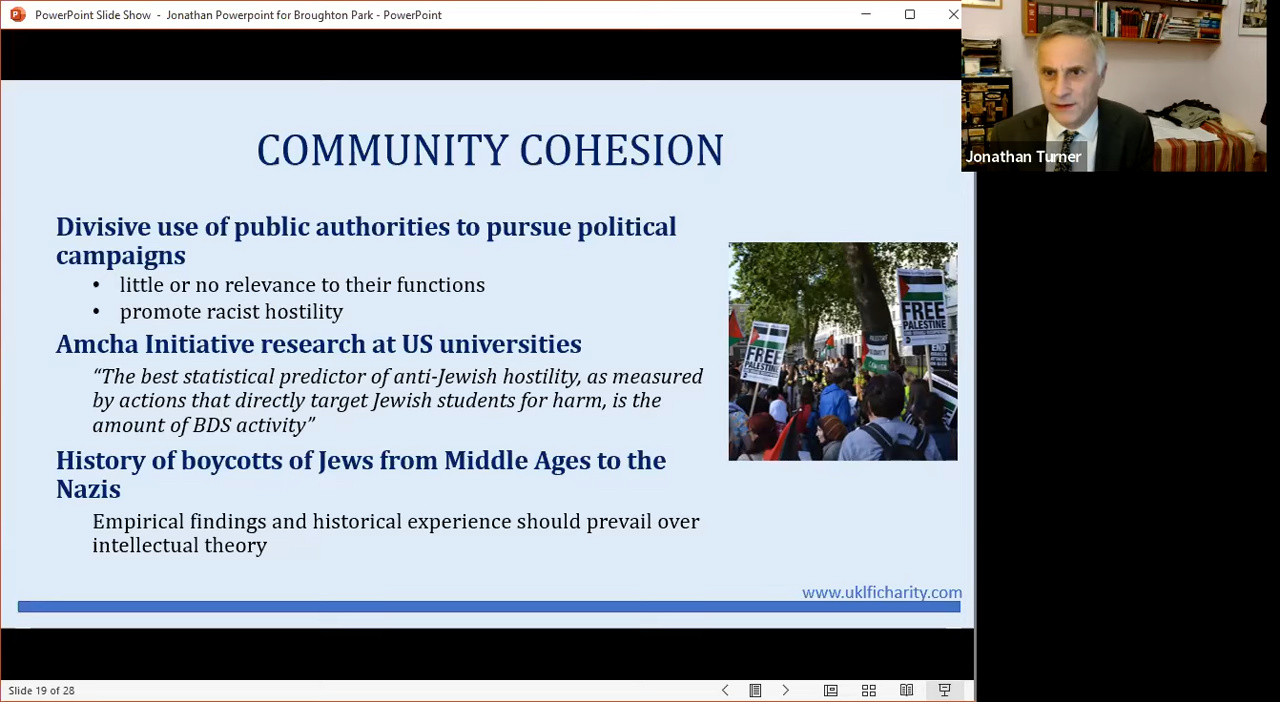 PowerPoint Slide Show - Jonathan Powerpoint for Broughton Park - PowerPoint
Jonathan Turner
COMMUNITY COHESION
Divisive use of public authorities to pursue political
campaigns
• little or no relevance to their functions
• promote racist hostility
Amcha Initiative research at US universities
“The best statistical predictor of anti-Jewish hostility, as measured
by actions that directly target Jewish students for harm, is the
amount of BDS activity”
History of boycotts of Jews from Middle Ages to the
Nazis
Empirical findings and historical experience should prevail over
intellectual theory
FREE
PALESTINE
FREE
PALESTINE
END
www.uklficharity.com
Slide 19 of 28